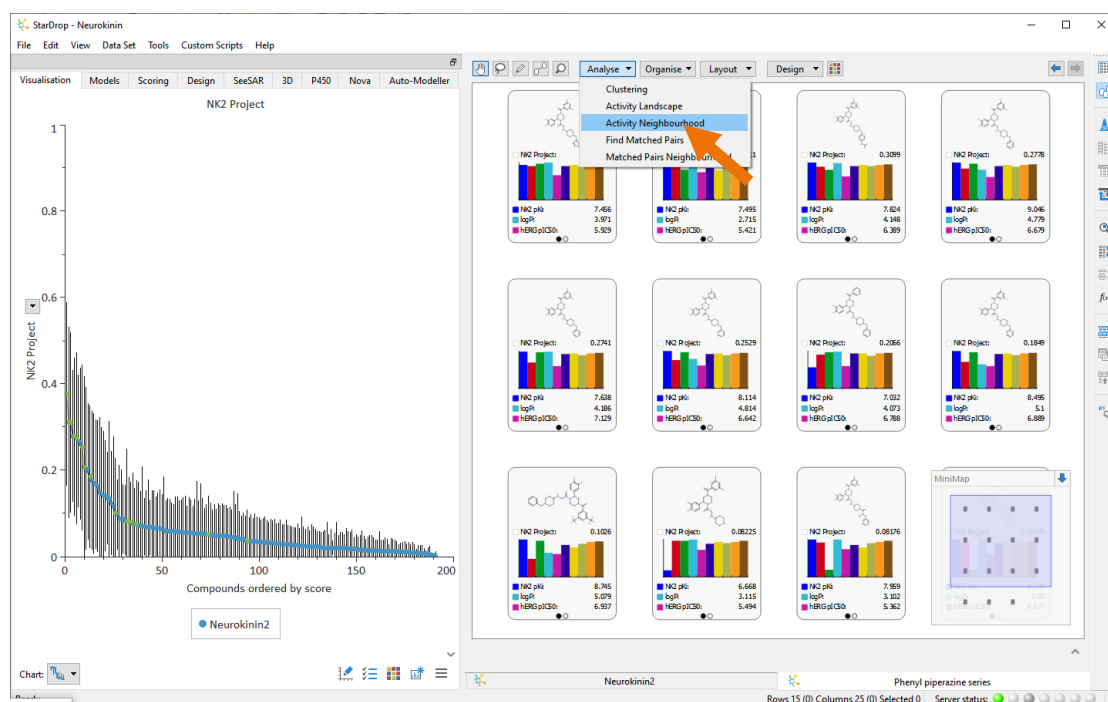 StarDrop - Neurokinin
File Edit View Data Set Tools Custom Scripts Help
Visualisation Models Scoring Design SeeSAR 3D P450 Nova Auto-Modeller
Analyse Organise Layout Design
Clustering
Activity Landscape
Activity Neighbourhood
Find Matched Pairs
Matched Pairs
NK2 Project
1
0.8
0.6
0.4
0.2
0
NK2 Project
0 50 100 150 200
Compounds ordered by score
Neurokinin2
Chart:
NK2 Project:
NK2 pKi: 7.456
logP: 3.971
hERG pIC50: 5.929
NK2 pKi: 7.495
logP: 2.715
hERG pIC50: 5.421
NK2 Project: 0.3099
NK2 pKi: 7.824
logP: 4.148
hERG pIC50: 6.389
NK2 Project: 0.2778
NK2 pKi: 9.046
logP: 4.779
hERG pIC50: 6.679
NK2 Project: 0.2741
NK2 pKi: 7.638
logP: 4.186
hERG pIC50: 7.129
NK2 Project: 0.2529
NK2 pKi: 8.114
logP: 4.814
hERG pIC50: 6.642
NK2 Project: 0.2066
NK2 pKi: 7.032
logP: 4.073
hERG pIC50: 6.788
NK2 Project: 0.1849
NK2 pKi: 8.495
logP: 5.1
hERG pIC50: 6.889
NK2 Project: 0.1026
NK2 pKi: 8.745
logP: 5.079
hERG pIC50: 6.937
NK2 Project: 0.08225
NK2 pKi: 6.668
logP: 3.115
hERG pIC50: 5.494
NK2 Project: 0.08176
NK2 pKi: 7.959
logP: 3.102
hERG pIC50: 5.362
MiniMap
Neurokinin2
Phenyl piperazine series
Rows 15 (0) Columns 25 (0) Selected 0 Server status: